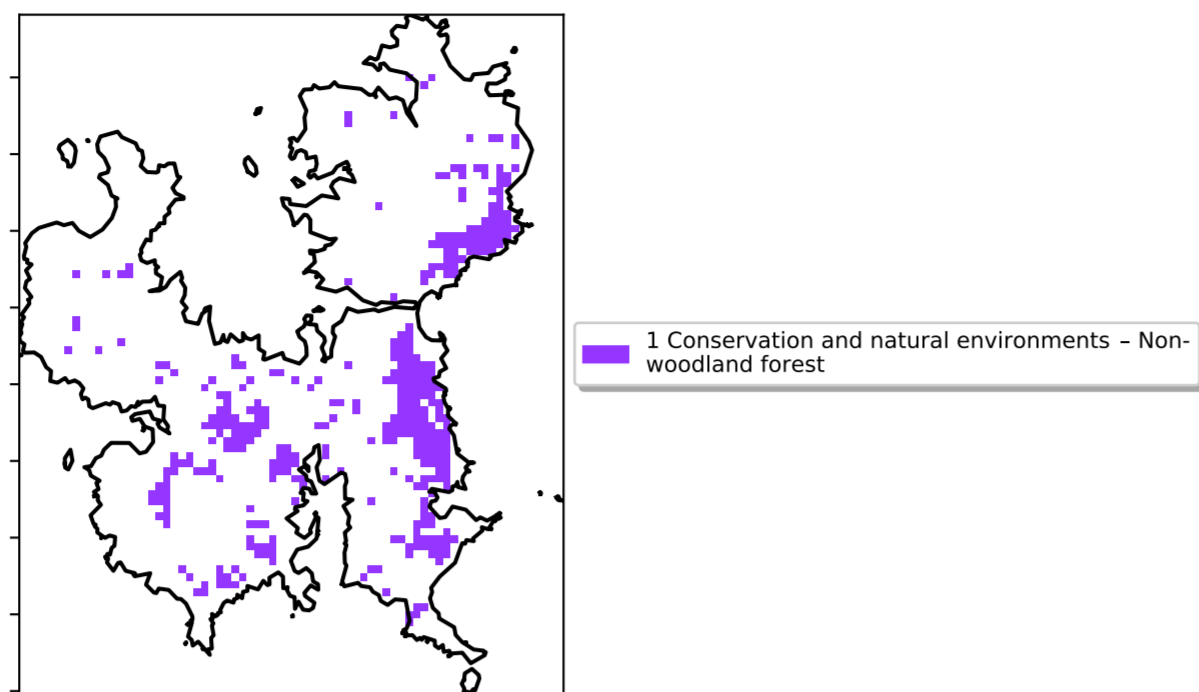 1 Conservation and natural environments – Non-
woodland forest